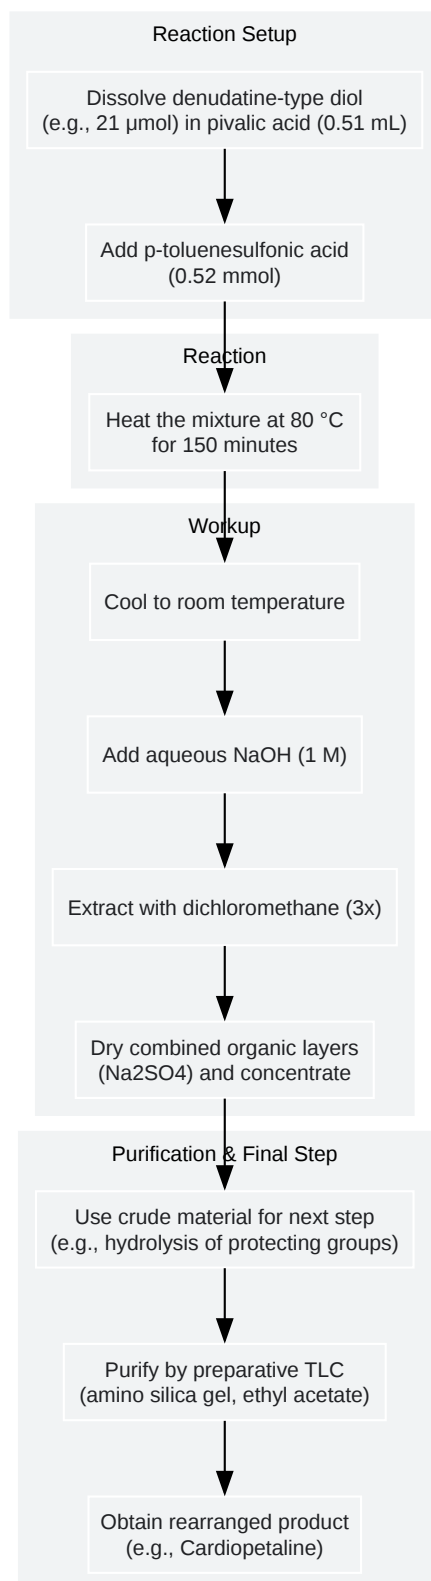 Reaction Setup
Dissolve denudatine-type diol
(e.g., 21 μmol) in pivalic acid (0.51 mL)
Add p-toluenesulfonic acid
(0.52 mmol)
Reaction
Heat the mixture at 80 °C
for 150 minutes
Workup
Cool to room temperature
Add aqueous NaOH (1 M)
Extract with dichloromethane (3x)
Dry combined organic layers
(Na2SO4) and concentrate
Purification & Final Step
Use crude material for next step
(e.g., hydrolysis of protecting groups)
Purify by preparative TLC
(amino silica gel, ethyl acetate)
Obtain rearranged product
(e.g., Cardiopetaline)